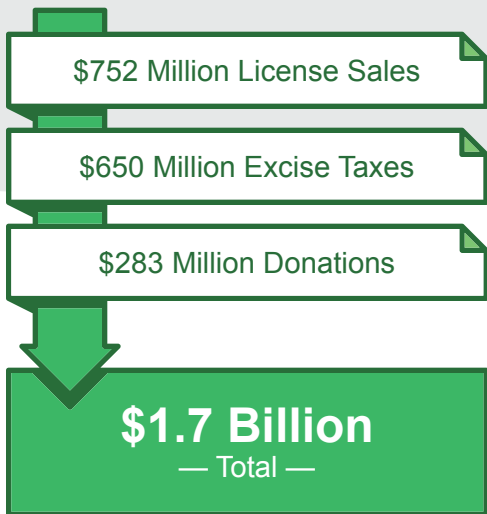 $752 Million License Sales
$650 Million Excise Taxes
$283 Million Donations
$1.7 Billion
— Total —